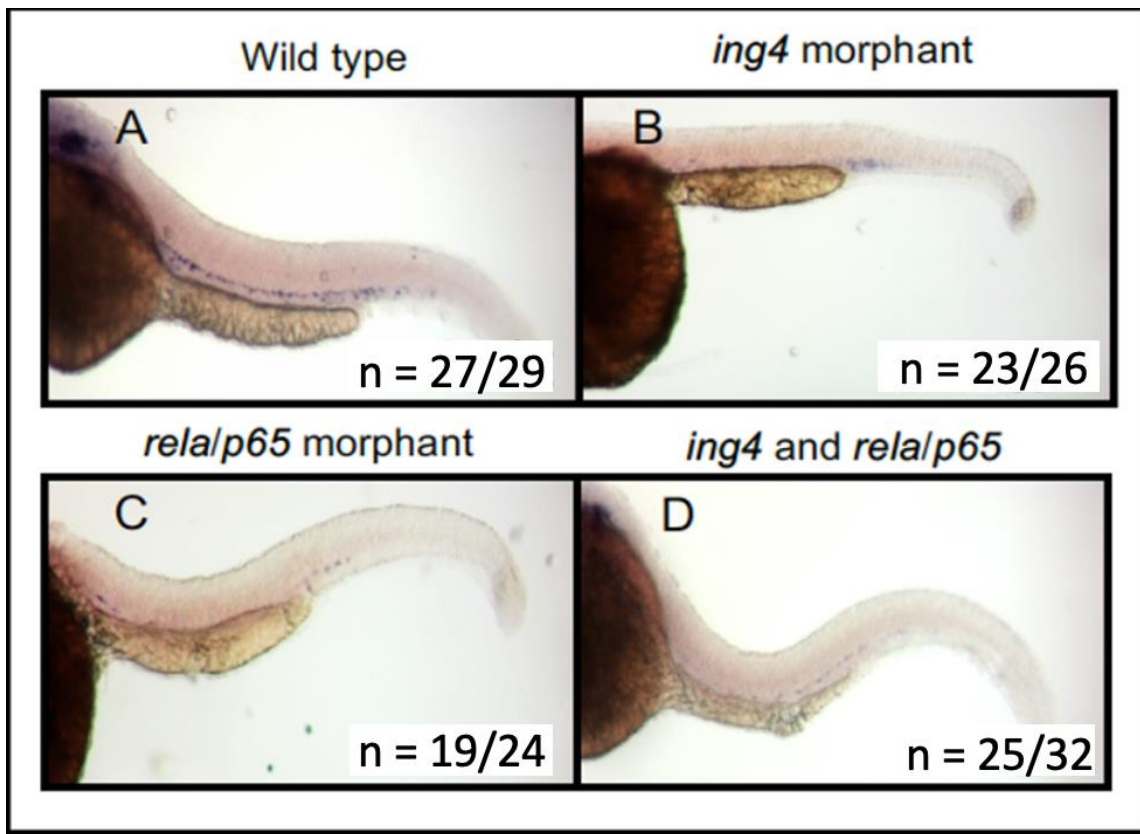 Wild type
ing4 morphant
A
B
n = 27/29
n = 23/26
rela/p65 morphant
ing4 and rela/p65
C
D
n = 19/24
n = 25/32